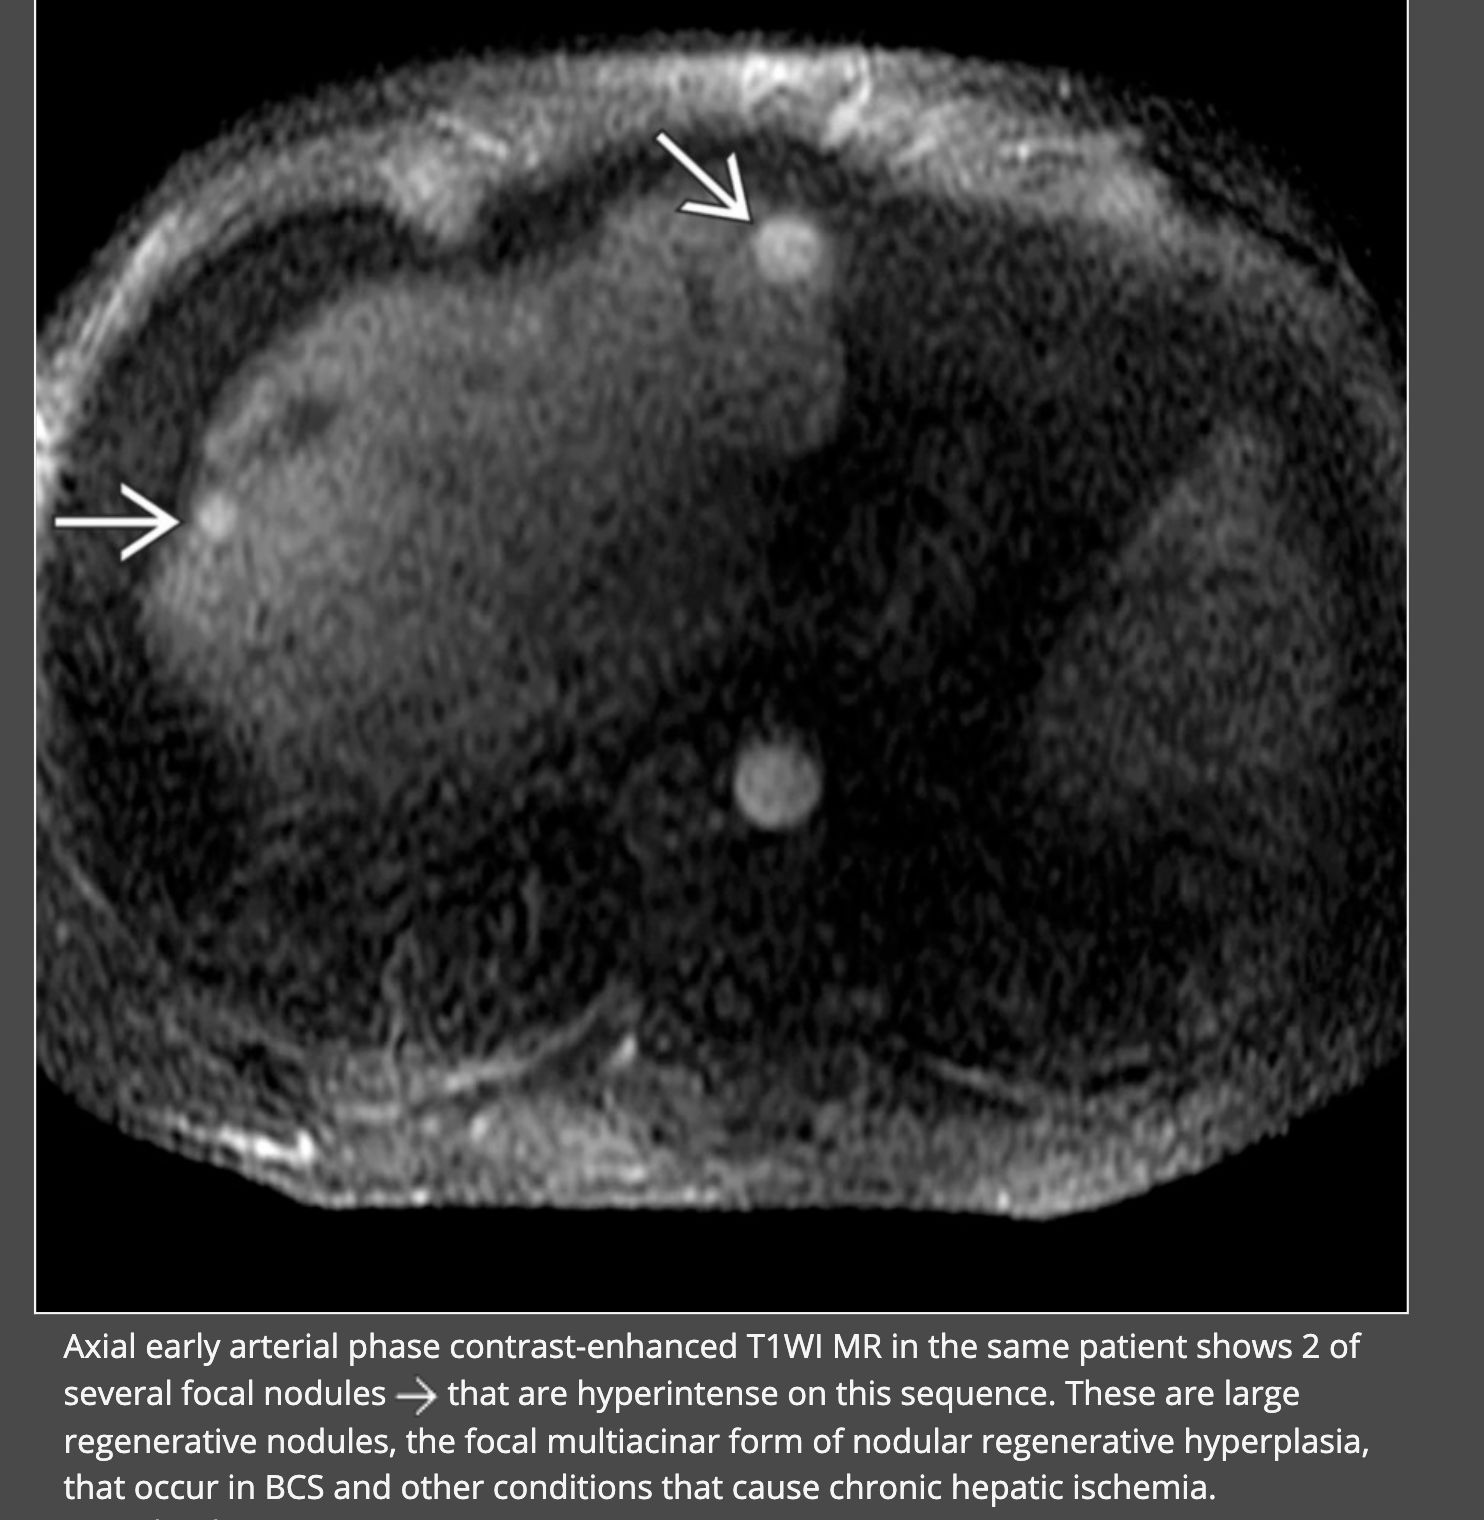 Axial early arterial phase contrast-enhanced T1WI MR in the same patient shows 2 of
several focal nodules → that are hyperintense on this sequence. These are large
regenerative nodules, the focal multiacinar form of nodular regenerative hyperplasia,
that occur in BCS and other conditions that cause chronic hepatic ischemia.